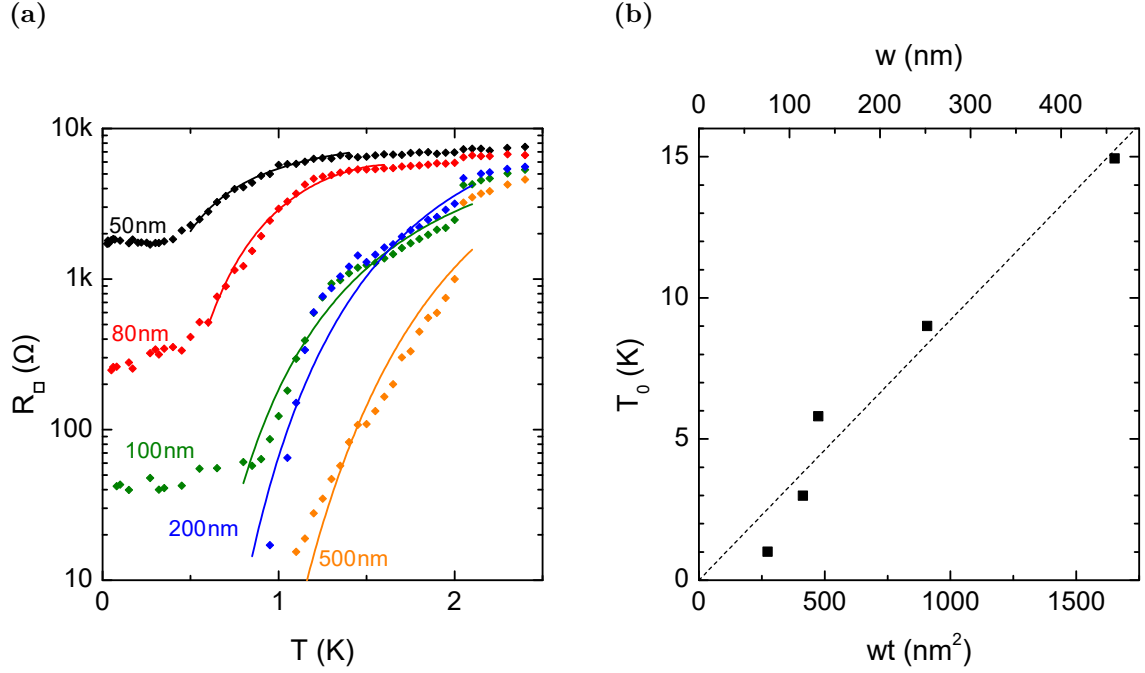 (a)
10k
1k
100
10
R□ (Ω)
50nm
80nm
100nm
200nm
500nm
0
1
2
T (K)
(b)
w (nm)
0 100 200 300 400
15
10
5
0
T₀ (K)
0 500 1000 1500
wt (nm²)